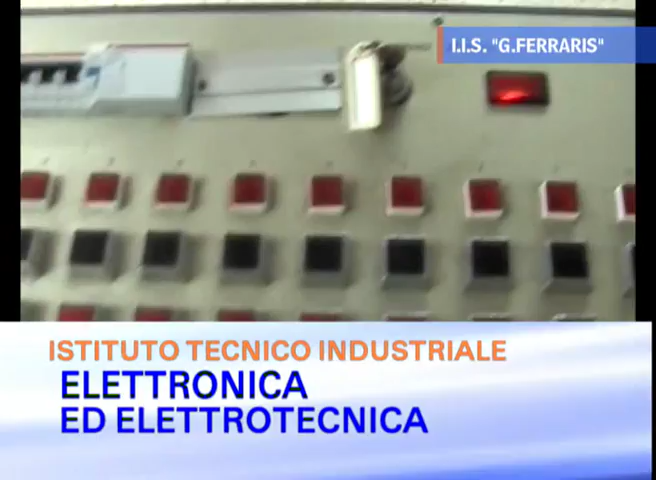 I.I.S. "G.FERRARIS"
ISTITUTO TECNICO INDUSTRIALE
ELETTRONICA
ED ELETTROTECNICA